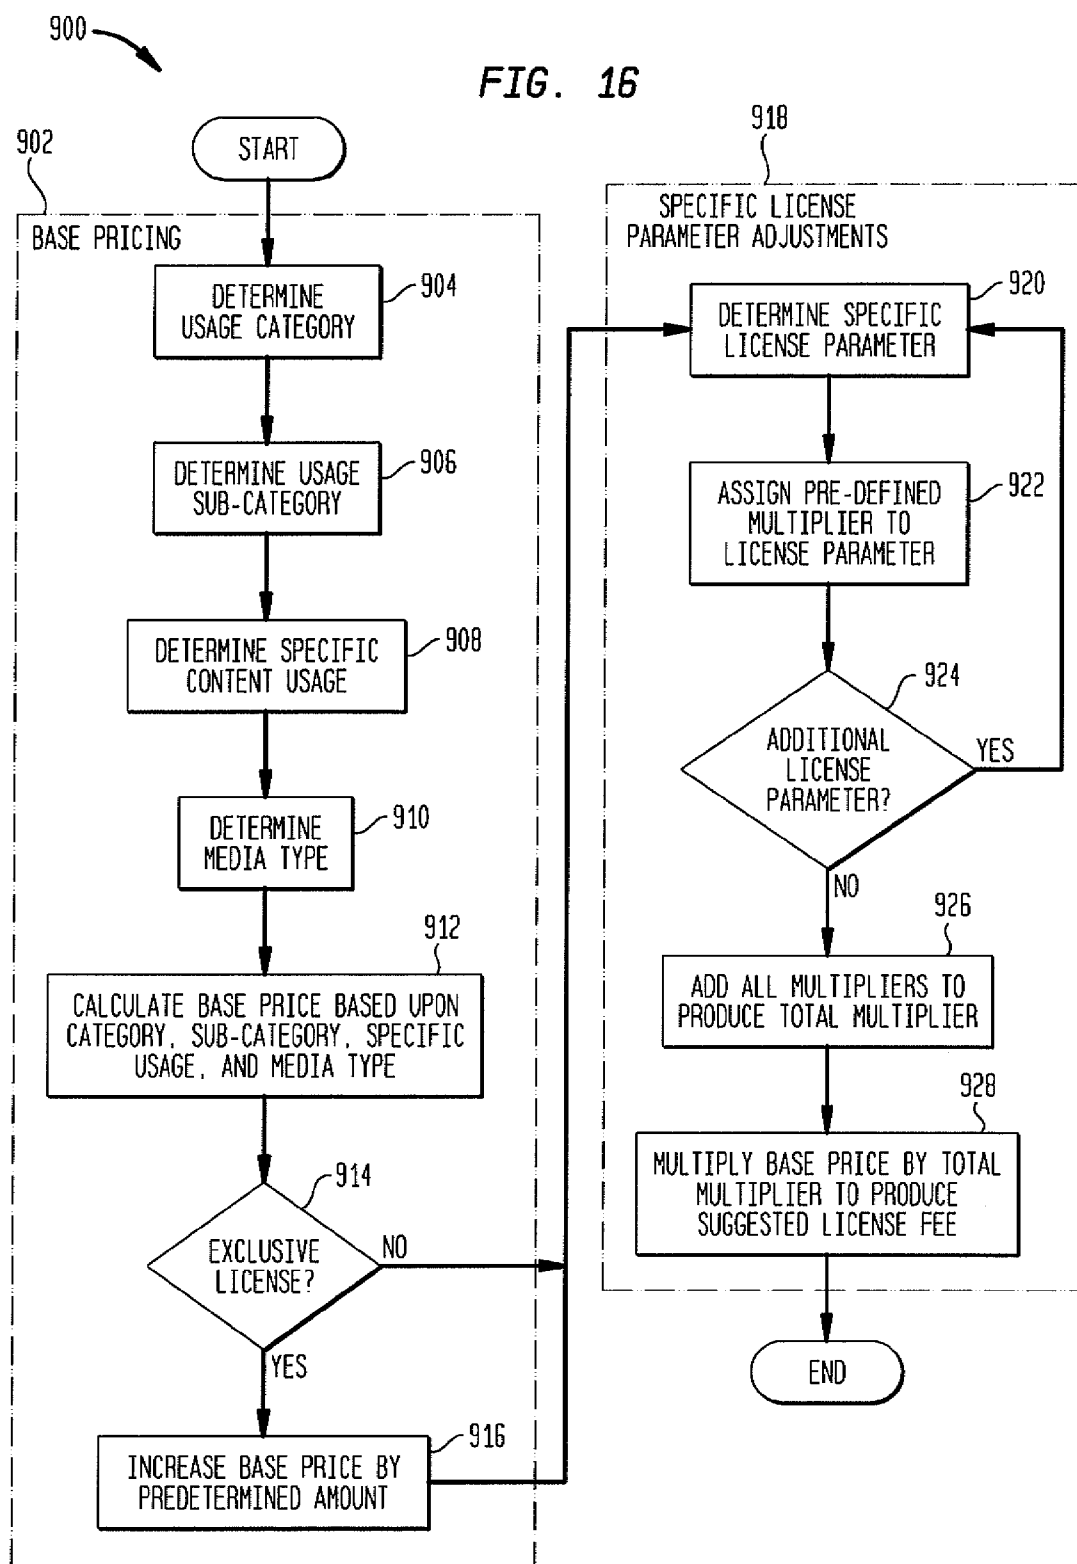 900
FIG. 16
902
START
BASE PRICING
DETERMINE
USAGE CATEGORY
904
DETERMINE USAGE
SUB-CATEGORY
906
DETERMINE SPECIFIC
CONTENT USAGE
908
DETERMINE
MEDIA TYPE
910
912
CALCULATE BASE PRICE BASED UPON
CATEGORY, SUB-CATEGORY, SPECIFIC
USAGE, AND MEDIA TYPE
914
EXCLUSIVE
LICENSE?
NO
YES
916
INCREASE BASE PRICE BY
PREDETERMINED AMOUNT
918
SPECIFIC LICENSE
PARAMETER ADJUSTMENTS
920
DETERMINE SPECIFIC
LICENSE PARAMETER
922
ASSIGN PRE-DEFINED
MULTIPLIER TO
LICENSE PARAMETER
924
ADDITIONAL
LICENSE
PARAMETER?
YES
NO
926
ADD ALL MULTIPLIERS TO
PRODUCE TOTAL MULTIPLIER
928
MULTIPLY BASE PRICE BY TOTAL
MULTIPLIER TO PRODUCE
SUGGESTED LICENSE FEE
END